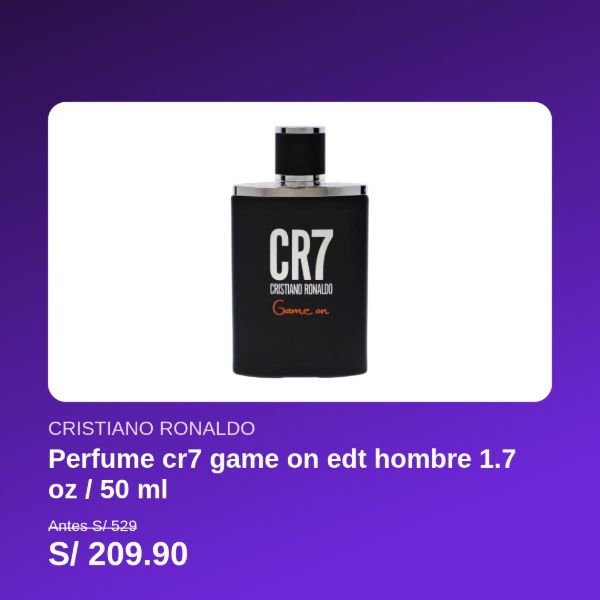 CR7
CRISTIANO RONALDO
Game on
CRISTIANO RONALDO
Perfume cr7 game on edt hombre 1.7
oz / 50 ml
Antes S/ 529
S/ 209.90